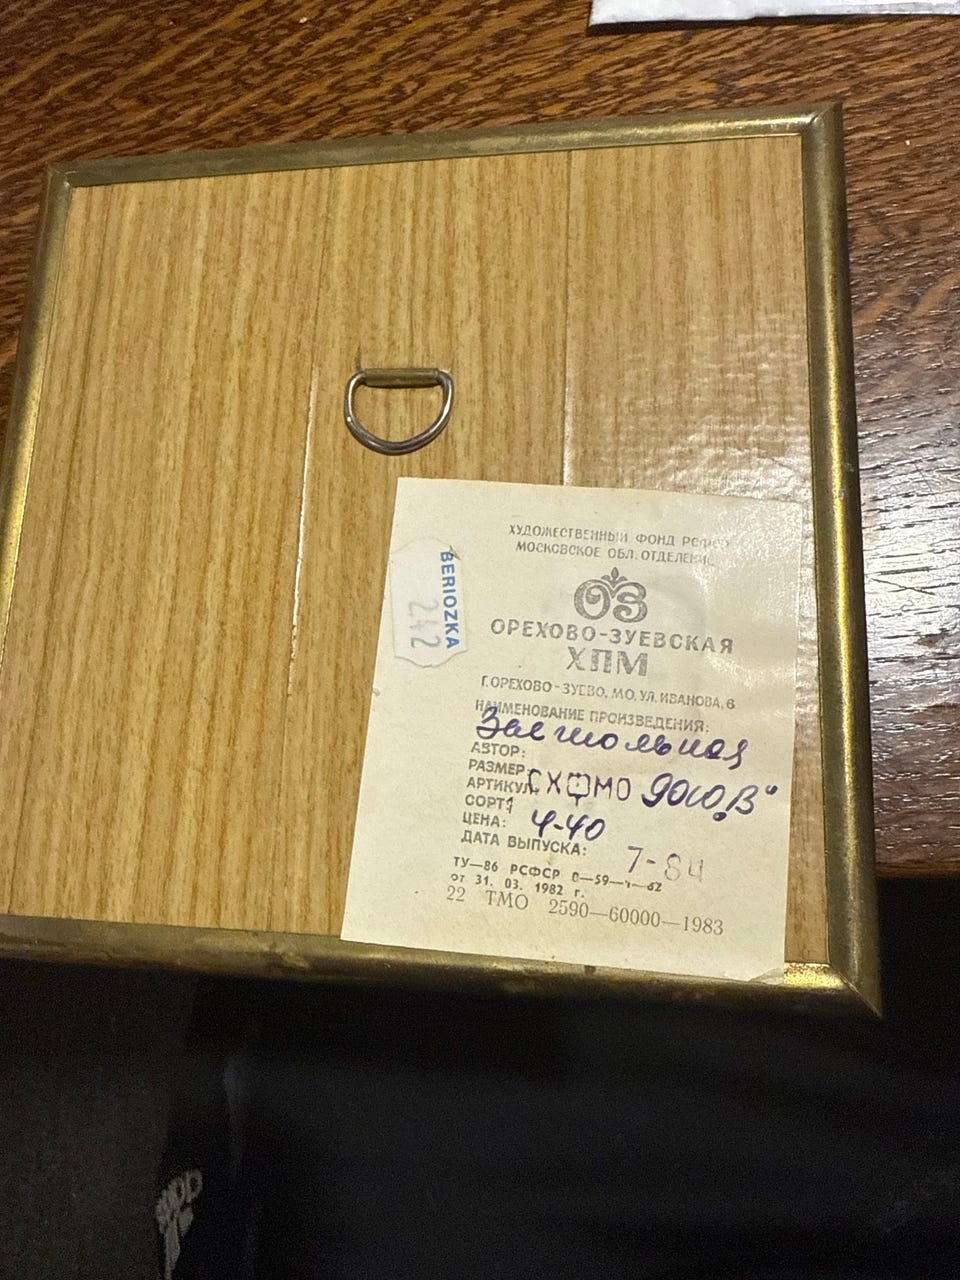 BERIOZKA
242
ХУДОЖЕСТВЕННЫЙ ФОНД РСФСР
МОСКОВСКОЕ ОБЛ. ОТДЕЛЕНИЕ
ОЗ
ОРЕХОВО-ЗУЕВСКАЯ
ХПМ
Г. ОРЕХОВО-ЗУЕВО, МО, УЛ. ИВАНОВА, 6
НАИМЕНОВАНИЕ ПРОИЗВЕДЕНИЯ:
Застольная
АВТОР:
РАЗМЕР:
АРТИКУЛ: СХФМО 9010
СОРТ: 1
ЦЕНА: 4-40
ДАТА ВЫПУСКА: 7-84
ТУ—86 РСФСР
от 31. 03. 1982 г.
22 ТМО 2590—60000—1983